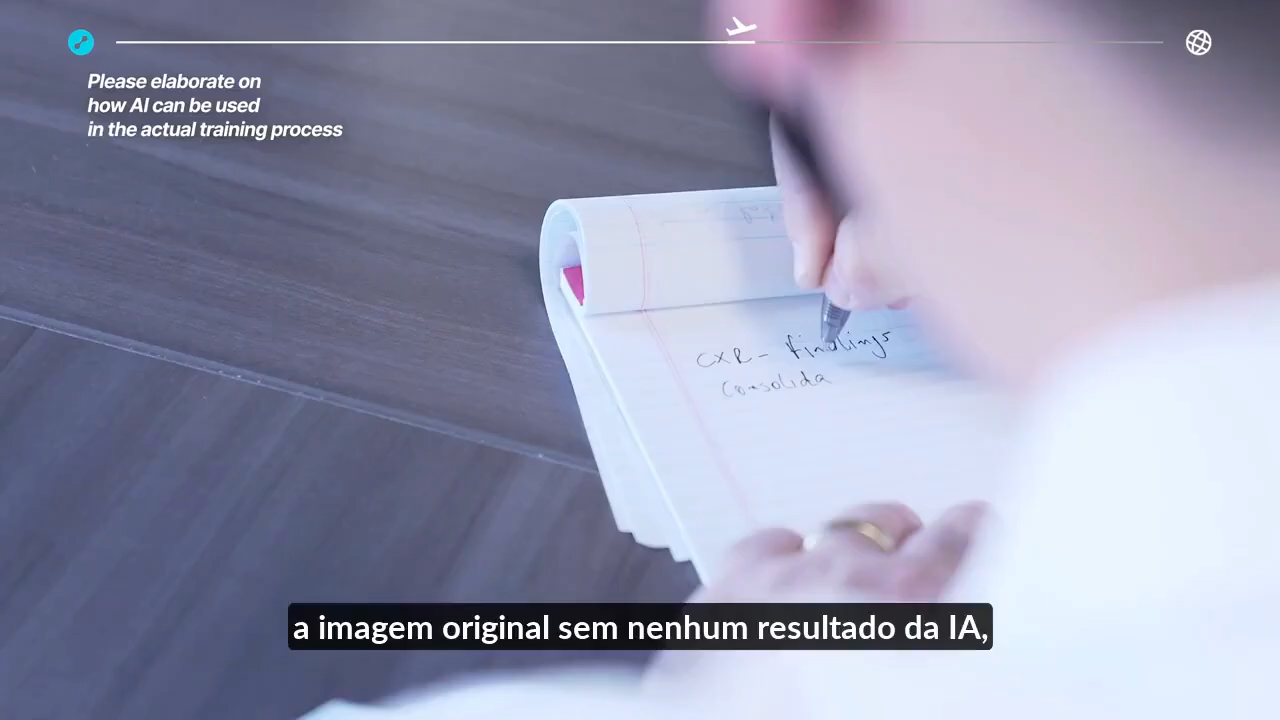 Please elaborate on
how AI can be used
in the actual training process
CXR - findings
Consolida
a imagem original sem nenhum resultado da IA,